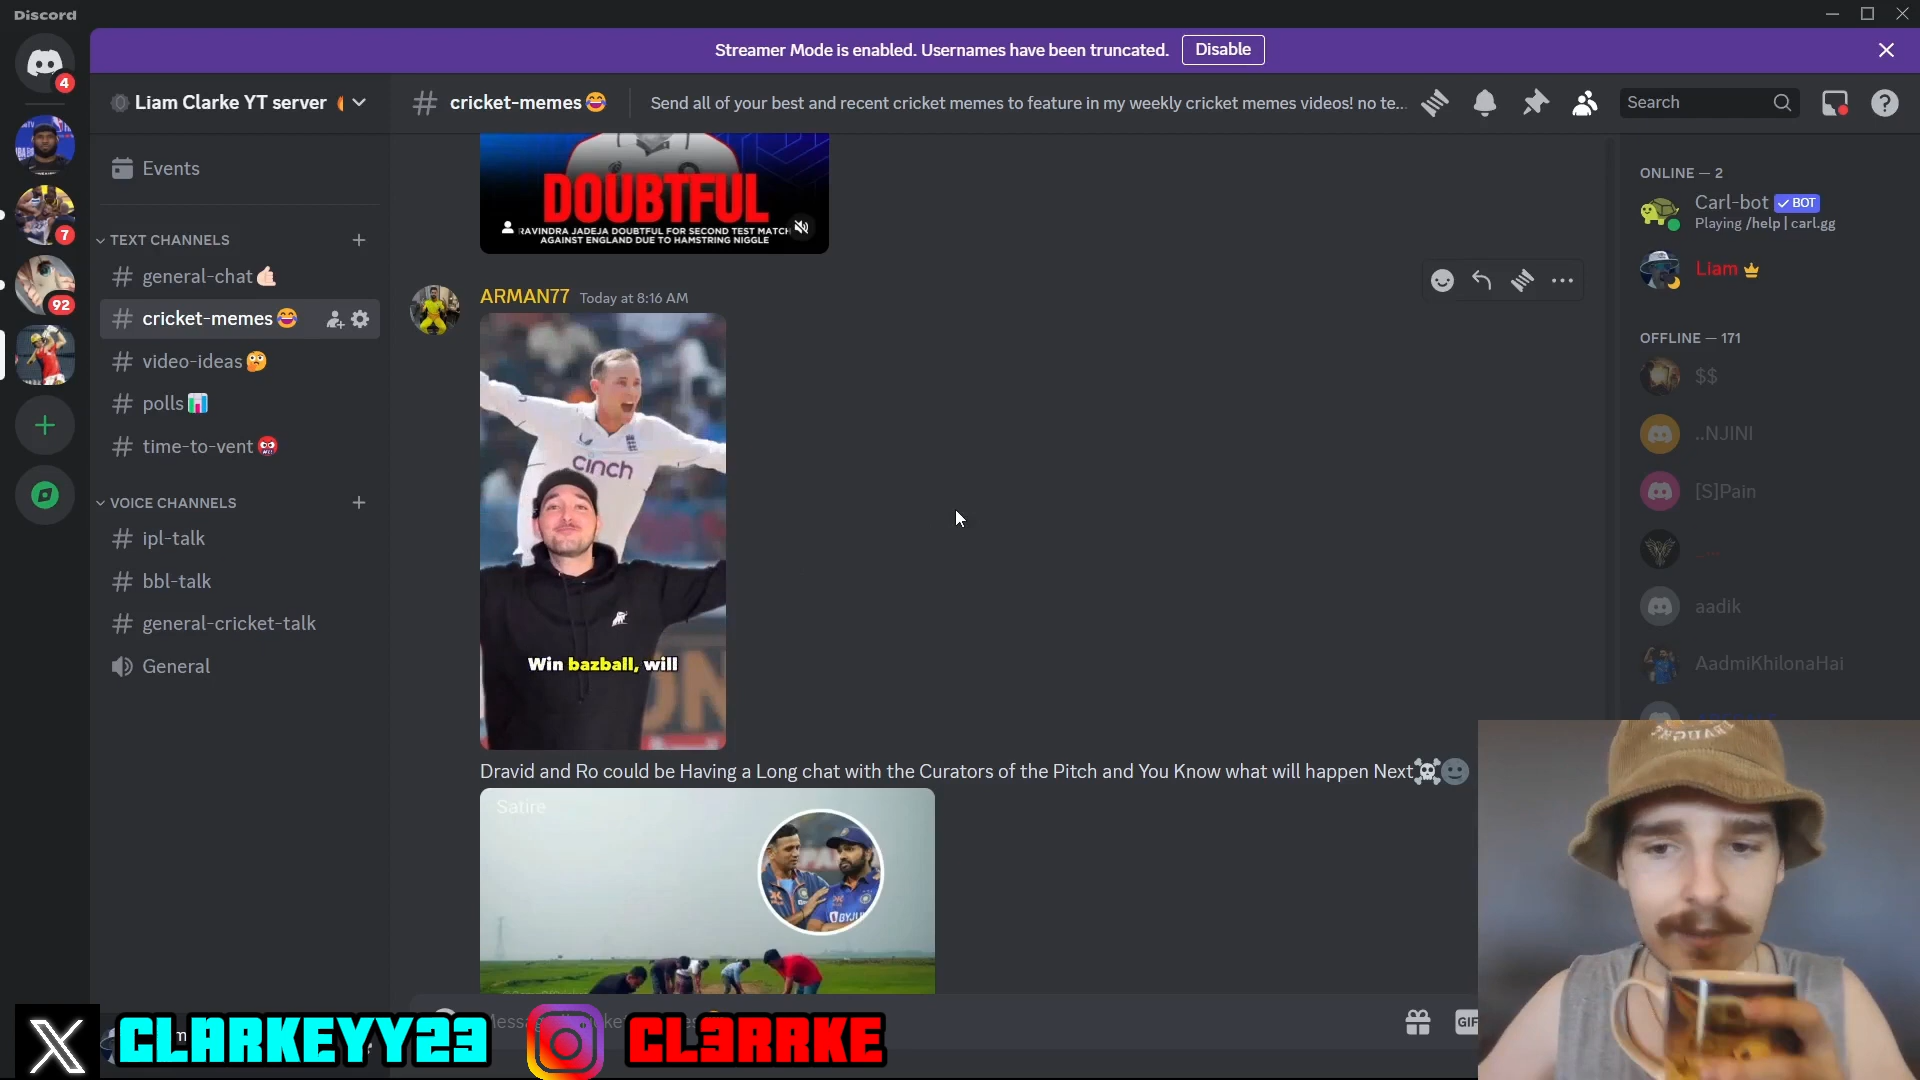 Discord
Streamer Mode is enabled. Usernames have been truncated.
Disable
4
Liam Clarke YT server
cricket-memes😂
Send all of your best and recent cricket memes to feature in my weekly cricket memes videos! no te...
Search
Events
TEXT CHANNELS
general-chat
cricket-memes😂
video-ideas🤔
polls📊
time-to-vent
VOICE CHANNELS
ipl-talk
bbl-talk
general-cricket-talk
General
7
92
DOUBTFUL
RAVINDRA JADEJA DOUBTFUL FOR SECOND TEST MATCH
AGAINST ENGLAND DUE TO HAMSTRING NIGGLE
ARMAN77 Today at 8:16 AM
cinch
Win bazball, will
Dravid and Ro could be Having a Long chat with the Curators of the Pitch and You Know what will happen Next☠
Satire
BYJU
GIF
ONLINE — 2
Carl-bot ✓ BOT
Playing /help | carl.gg
Liam
OFFLINE — 171
$$
..NJINI
[S]Pain
aadik
AadmiKhilonaHai
X CLARKEYY23
CL3RRKE